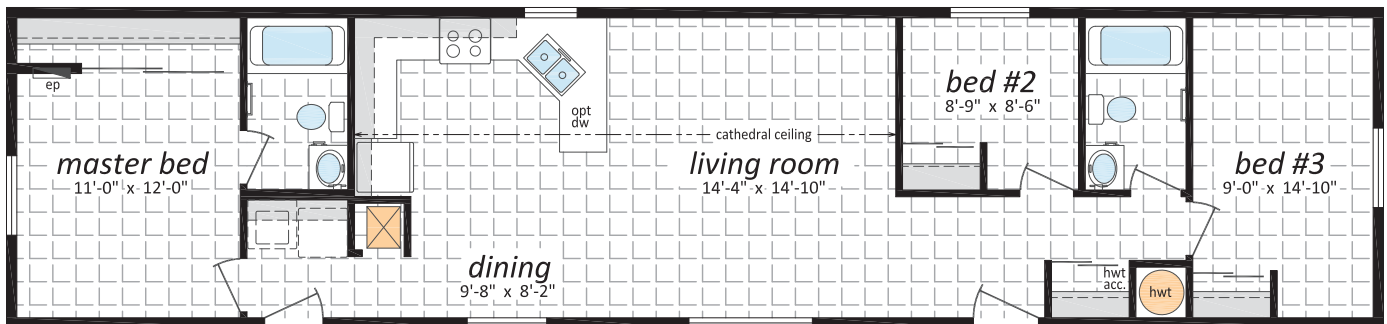 ep
master bed
11'-0" x 12'-0"
opt
dw
cathedral ceiling
living room
14'-4" x 14'-10"
dining
9'-8" x 8'-2"
bed #2
8'-9" x 8'-6"
bed #3
9'-0" x 14'-10"
hwt
acc.
hwt